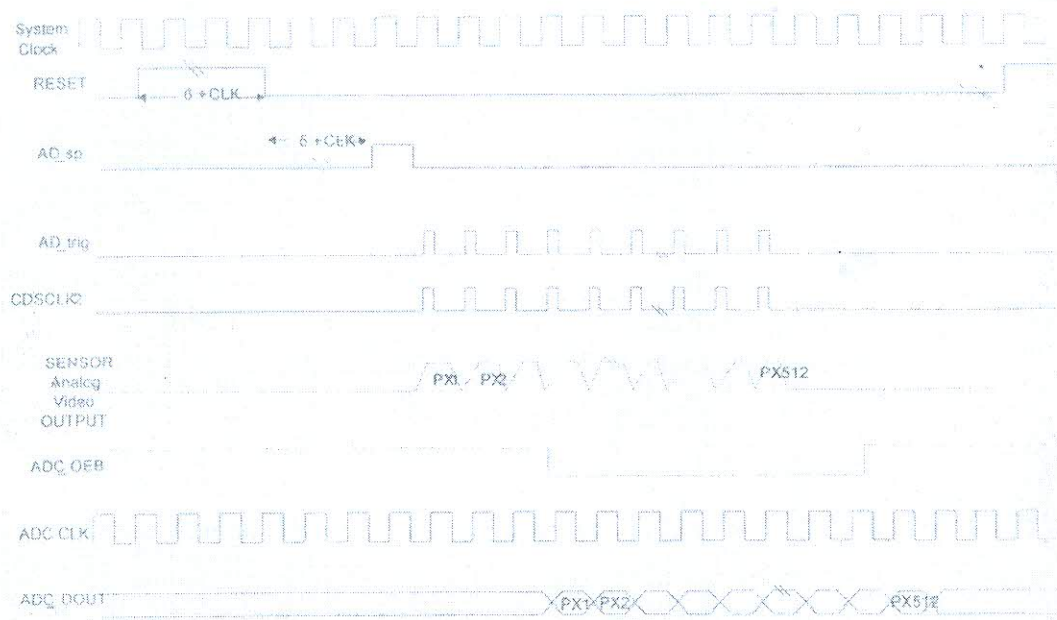 System
Clock
RESET
6 +CLK
6 +CLK
AD_sp
AD_trig
CDSCLK2
SENSOR
Analog
Video
OUTPUT
PX1 PX2 PX512
ADC_OEB
ADC CLK
ADC_DOUT
PX1 PX2 PX512